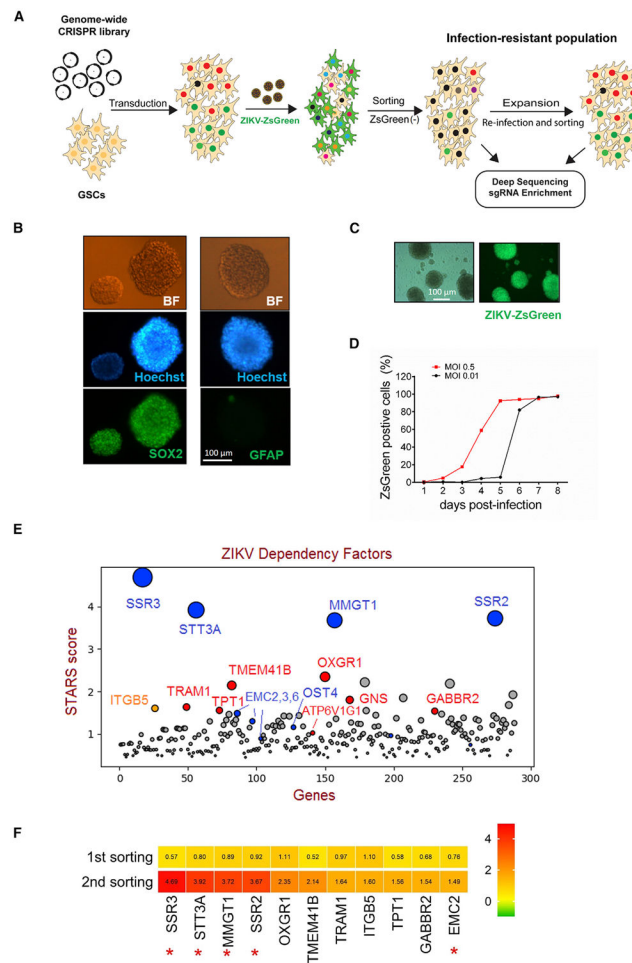 A
Genome-wide
CRISPR library
GSCs
Transduction
ZIKV-ZsGreen
Sorting
ZsGreen(-)
Infection-resistant population
Expansion
Re-infection and sorting
Deep Sequencing
sgRNA Enrichment
B
BF
BF
Hoechst
Hoechst
SOX2
100 µm
GFAP
C
100 µm
ZIKV-ZsGreen
D
MOI 0.5
MOI 0.01
ZsGreen postive cells (%)
100
80
60
40
20
0
1 2 3 4 5 6 7 8
days post-infection
E
ZIKV Dependency Factors
STARS score
4
3
2
1
SSR3
STT3A
MMGT1
SSR2
OXGR1
TMEM41B
TRAM1
ITGB5
TPT1
EMC2,3,6
OST4
GNS
ATP6V1G1
GABBR2
0 50 100 150 200 250 300
Genes
F
1st sorting 0.57 0.80 0.89 0.92 1.11 0.52 0.97 1.10 0.58 0.68 0.76
2nd sorting 4.69 3.92 3.72 3.67 2.35 2.14 1.64 1.60 1.56 1.54 1.49
SSR3 STT3A MMGT1 SSR2 OXGR1 TMEM41B TRAM1 ITGB5 TPT1 GABBR2 EMC2
* * * * *
4
2
0